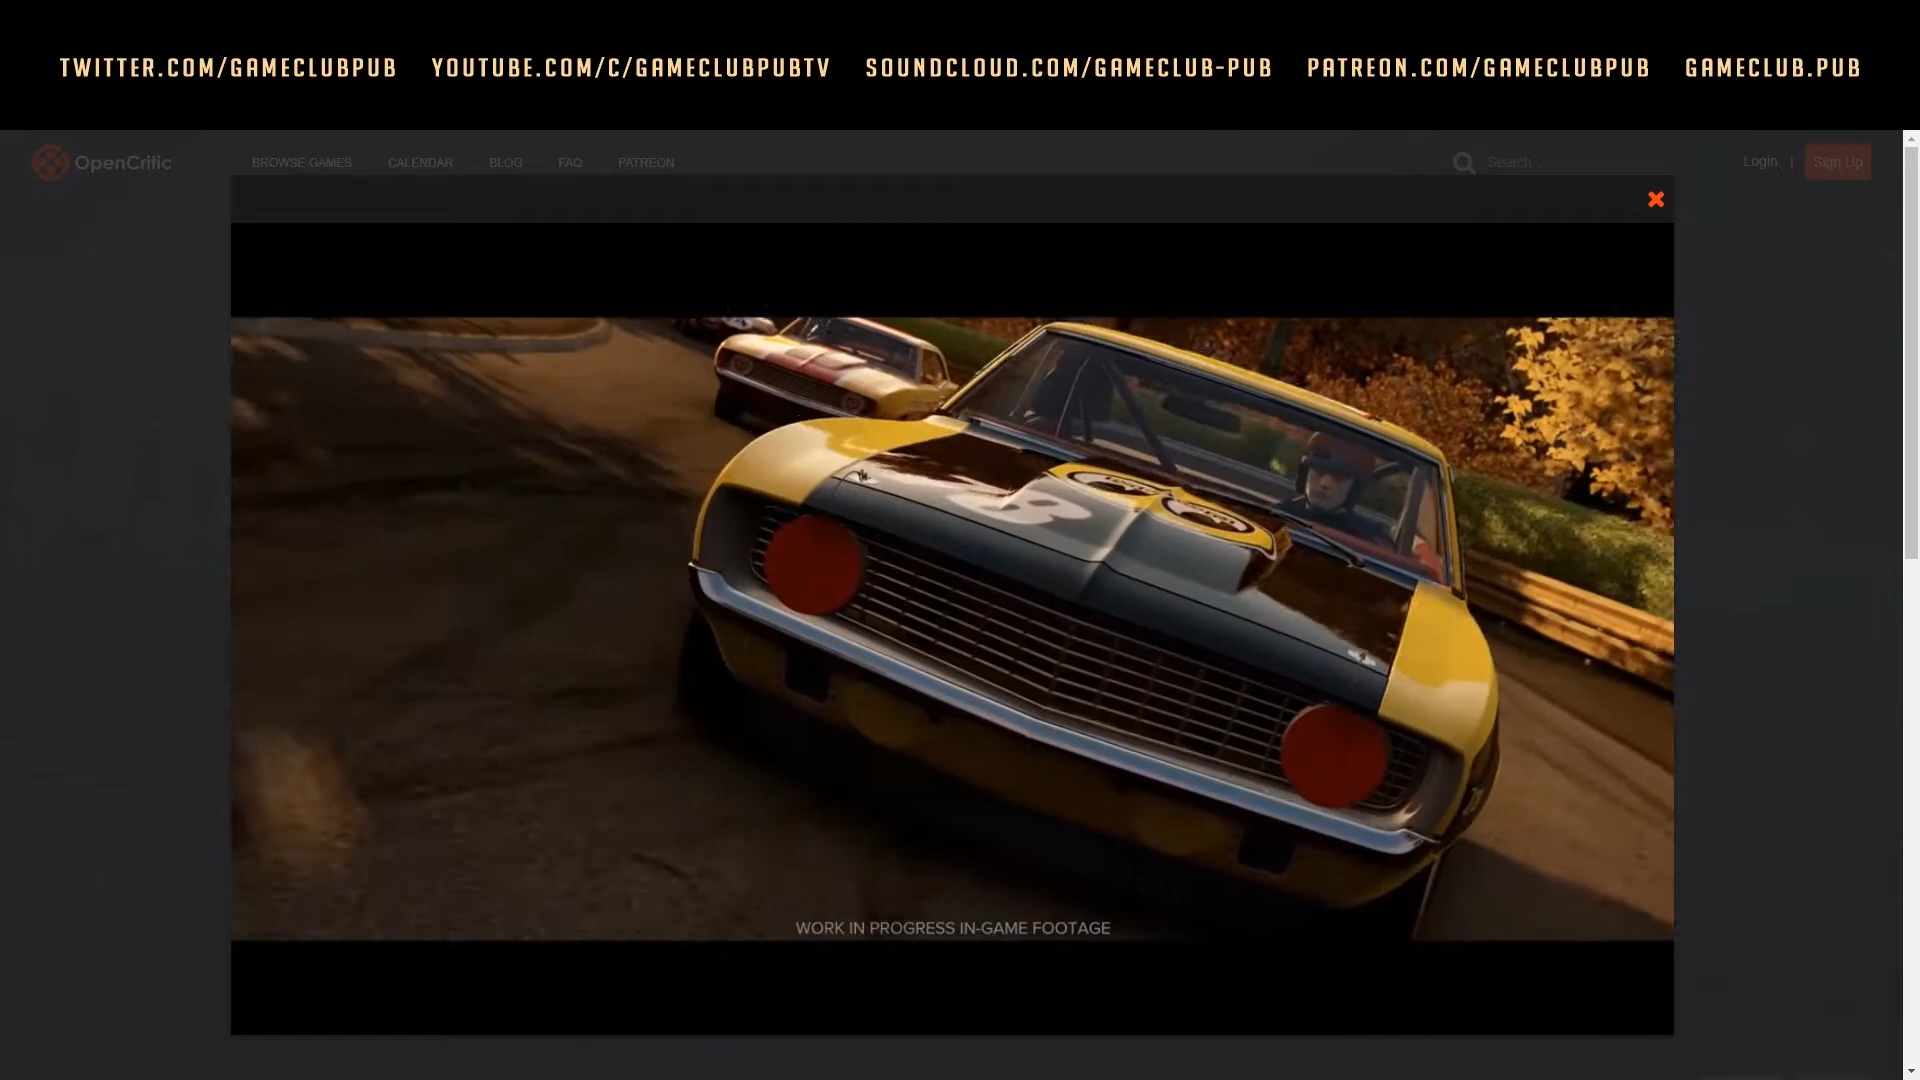 TWITTER.COM/GAMECLUBPUB YOUTUBE.COM/C/GAMECLUBPUBTV SOUNDCLOUD.COM/GAMECLUB-PUB PATREON.COM/GAMECLUBPUB GAMECLUB.PUB
OpenCritic BROWSE GAMES CALENDAR BLOG FAQ PATREON Search... Login | Sign Up
8
WORK IN PROGRESS IN-GAME FOOTAGE